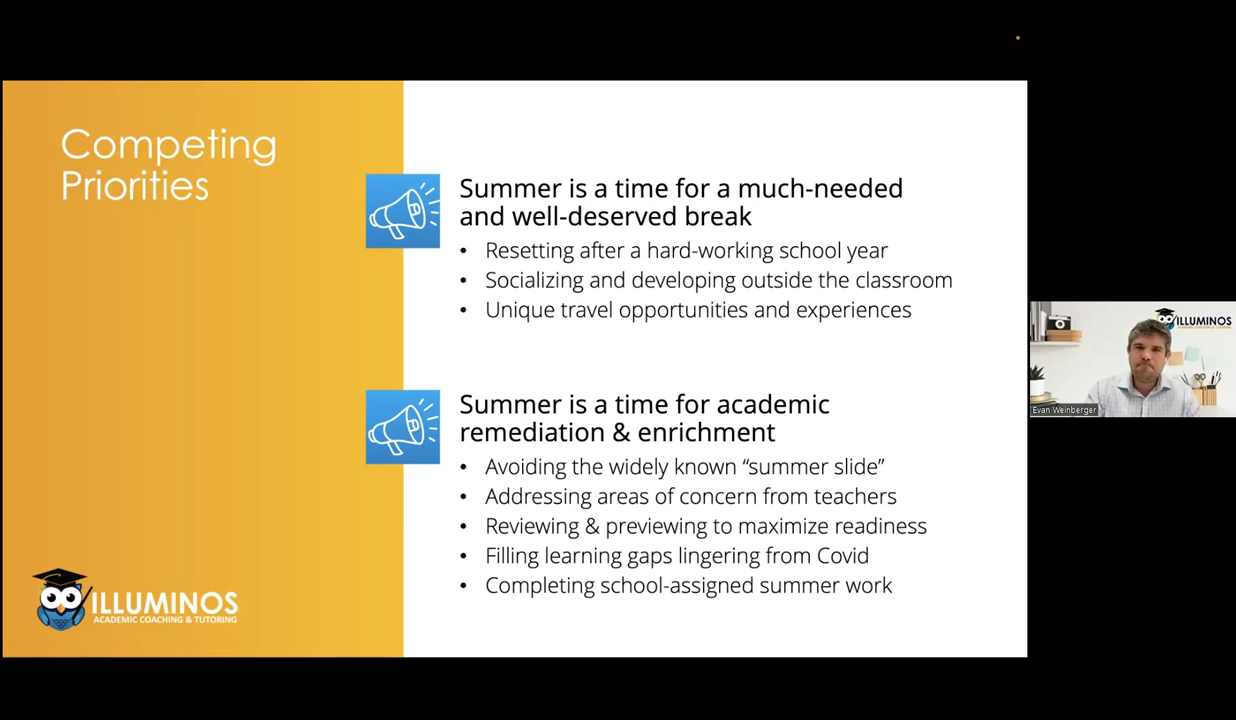 Competing
Priorities
Summer is a time for a much-needed
and well-deserved break
• Resetting after a hard-working school year
• Socializing and developing outside the classroom
• Unique travel opportunities and experiences
Summer is a time for academic
remediation & enrichment
• Avoiding the widely known “summer slide”
• Addressing areas of concern from teachers
• Reviewing & previewing to maximize readiness
• Filling learning gaps lingering from Covid
• Completing school-assigned summer work
ILLUMINOS
ACADEMIC COACHING & TUTORING
ILLUMINOS
ACADEMIC COACHING & TUTORING
Evan Weinberger